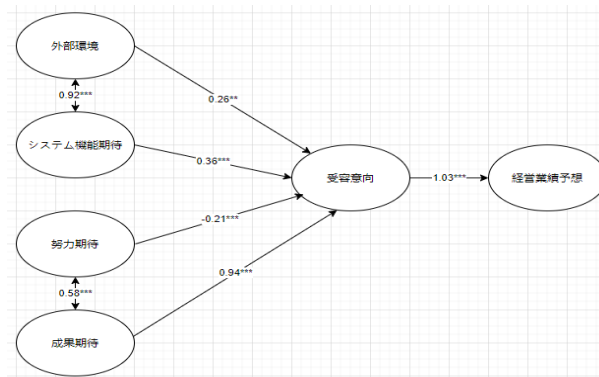 外部環境
0.92***
0.26**
システム機能期待
0.36***
受容意向
1.03***
経営業績予想
努力期待
-0.21***
0.58***
0.94***
成果期待